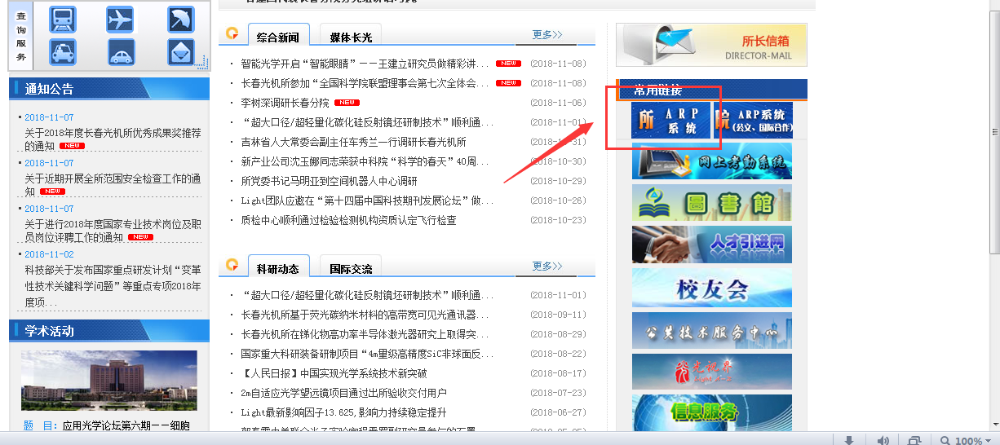 查
询
服
务
通知公告
2018-11-07
关于2018年度长春光机所优秀成果奖推荐
的通知 NEW
2018-11-07
关于近期开展全所范围安全检查工作的通
知 NEW
2018-11-07
关于进行2018年度国家专业技术岗位及职
员岗位评聘工作的通知 NEW
2018-11-02
科技部关于发布国家重点研发计划“变革
性技术关键科学问题”等重点专项2018年
度项...
学术活动
题 目：应用光学论坛第六期——细胞
综合新闻 媒体长光 更多>>
智能光学开启“智能眼睛”——王建立研究员做精彩讲... NEW (2018-11-08)
长春光机所参加“全国科学院联盟理事会第七次全体会... NEW (2018-11-08)
李树深调研长春分院 NEW (2018-11-06)
“超大口径/超轻量化碳化硅反射镜坯研制技术”顺利通... (2018-11-01)
吉林省人大常委会副主任车秀兰一行调研长春光机所 (2018-10-31)
新产业公司沈玉娜同志荣获中科院“科学的春天”40周... (2018-10-30)
所党委书记马明亚到空间机器人中心调研 (2018-10-29)
Light团队应邀在“第十四届中国科技期刊发展论坛”做... (2018-10-26)
质检中心顺利通过检验检测机构资质认定飞行检查 (2018-10-23)
科研动态 国际交流 更多>>
“超大口径/超轻量化碳化硅反射镜坯研制技术”顺利通... (2018-11-01)
长春光机所基于荧光碳纳米材料的高带宽可见光通讯器... (2018-09-11)
长春光机所在锑化物高功率半导体激光器研究上取得突... (2018-08-29)
国家重大科研装备研制项目“4m量级高精度SiC非球面反... (2018-08-22)
【人民日报】中国实现光学系统技术新突破 (2018-08-17)
2m自适应光学望远镜项目通过出所验收交付用户 (2018-07-23)
Light最新影响因子13.625,影响力持续稳定提升 (2018-06-27)
所长信箱
DIRECTOR-MAIL
常用链接
所 ARP
系统
院 ARP系统
(公文、国际合作)
网上考勤系统
圖書館
人才引进网
校友会
公共技术服务中心
光视界
信息服务
100%